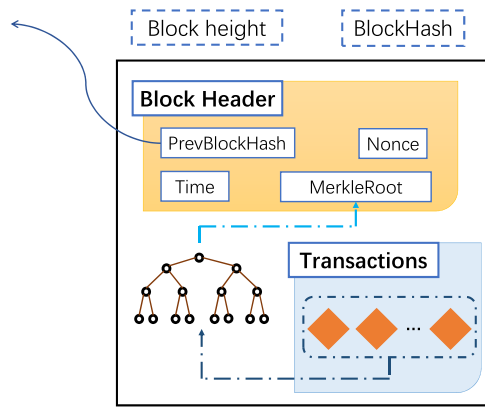 Block height
BlockHash
Block Header
PrevBlockHash
Nonce
Time
MerkleRoot
Transactions
...